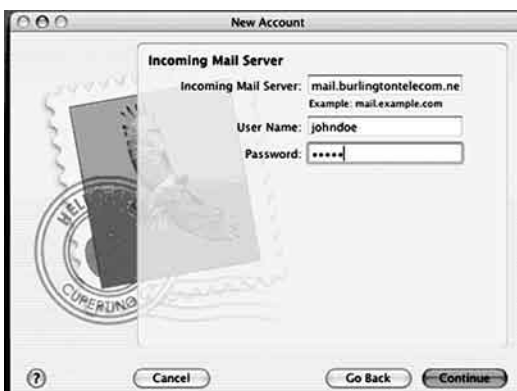 New Account
Incoming Mail Server
Incoming Mail Server: mail.burlingtontelecom.ne
Example: mail.example.com
User Name: johndoe
Password: •••••
HELLO
CUPERTINO
?
Cancel
Go Back
Continue